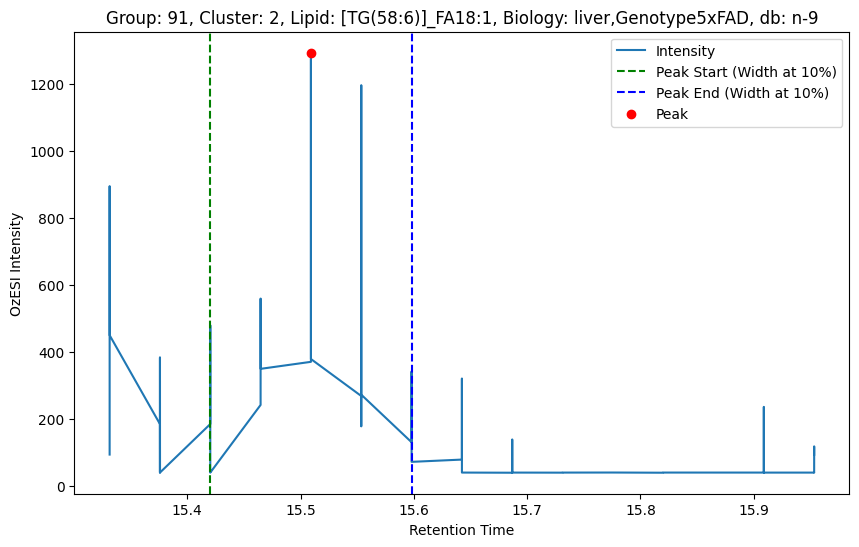 Group: 91, Cluster: 2, Lipid: [TG(58:6)]_FA18:1, Biology: liver,Genotype5xFAD, db: n-9
Intensity
Peak Start (Width at 10%)
Peak End (Width at 10%)
Peak
OzESI Intensity
1200
1000
800
600
400
200
0
15.4
15.5
15.6
15.7
15.8
15.9
Retention Time